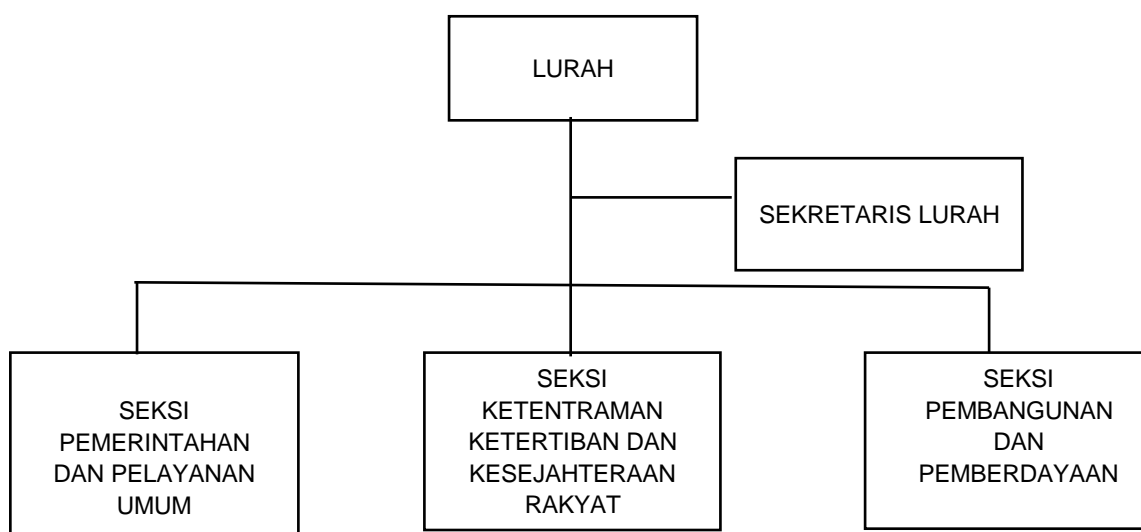 LURAH
SEKRETARIS LURAH
SEKSI
PEMERINTAHAN
DAN PELAYANAN
UMUM
SEKSI
KETENTRAMAN
KETERTIBAN DAN
KESEJAHTERAAN
RAKYAT
SEKSI
PEMBANGUNAN
DAN
PEMBERDAYAAN